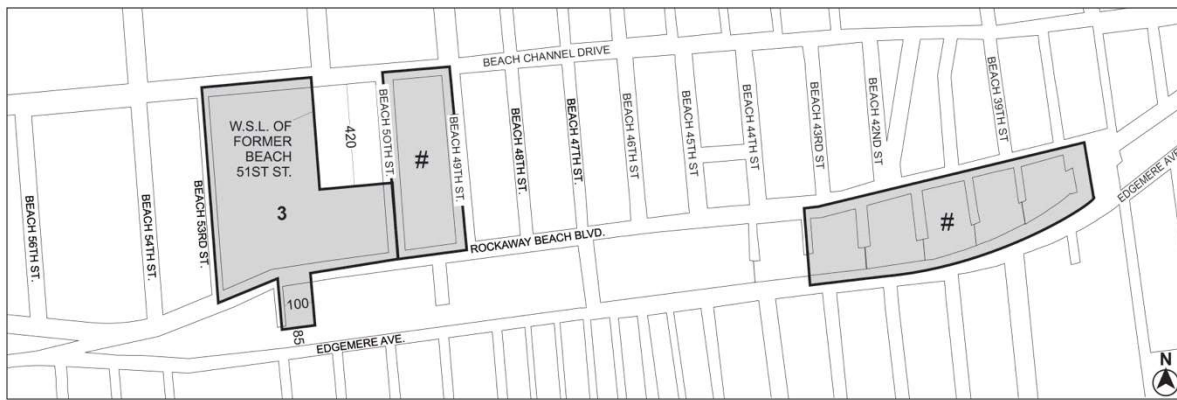 BEACH CHANNEL DRIVE
W.S.L. OF
FORMER
BEACH
51ST ST.
3
420
BEACH 50TH ST.
#
BEACH 49TH ST.
BEACH 48TH ST.
BEACH 47TH ST.
BEACH 46TH ST
BEACH 45TH ST
BEACH 44TH ST
BEACH 43RD ST
BEACH 42ND ST
BEACH 39TH ST
EDGEMERE AVE.
BEACH 56TH ST.
BEACH 54TH ST.
BEACH 53RD ST.
ROCKAWAY BEACH BLVD.
#
100
85
EDGEMERE AVE.
N